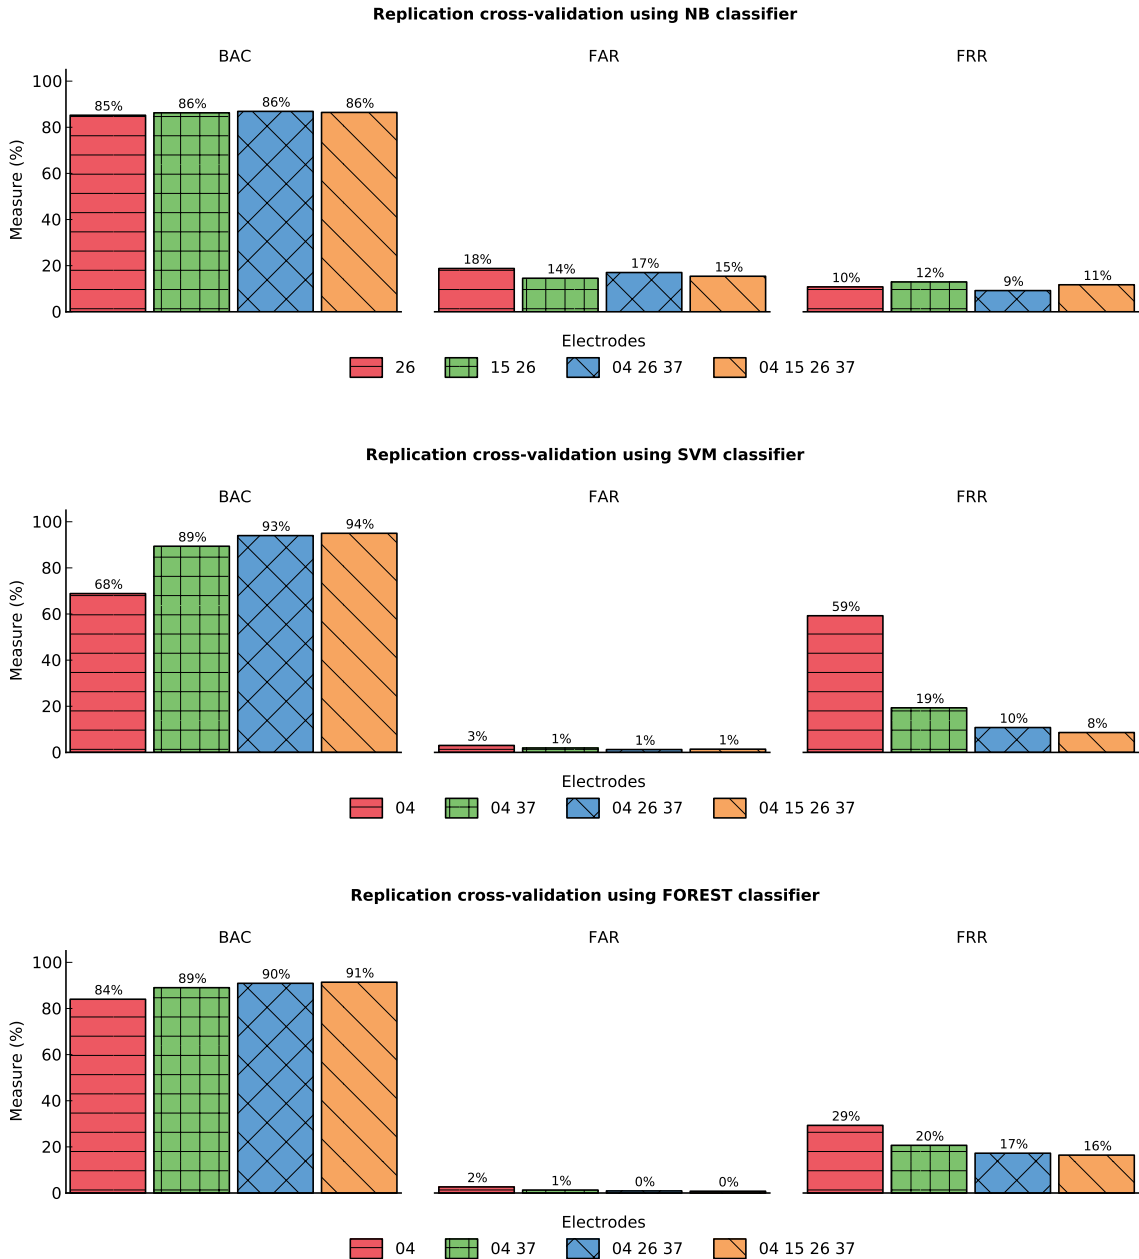 Replication cross-validation using NB classifier
BAC FAR FRR
Measure (%)
100
80
60
40
20
0
85% 86% 86% 86%
18% 14% 17% 15%
10% 12% 9% 11%
Electrodes
26 15 26 04 26 37 04 15 26 37
Replication cross-validation using SVM classifier
BAC FAR FRR
Measure (%)
100
80
60
40
20
0
68% 89% 93% 94%
3% 1% 1% 1%
59% 19% 10% 8%
Electrodes
04 04 37 04 26 37 04 15 26 37
Replication cross-validation using FOREST classifier
BAC FAR FRR
Measure (%)
100
80
60
40
20
0
84% 89% 90% 91%
2% 1% 0% 0%
29% 20% 17% 16%
Electrodes
04 04 37 04 26 37 04 15 26 37